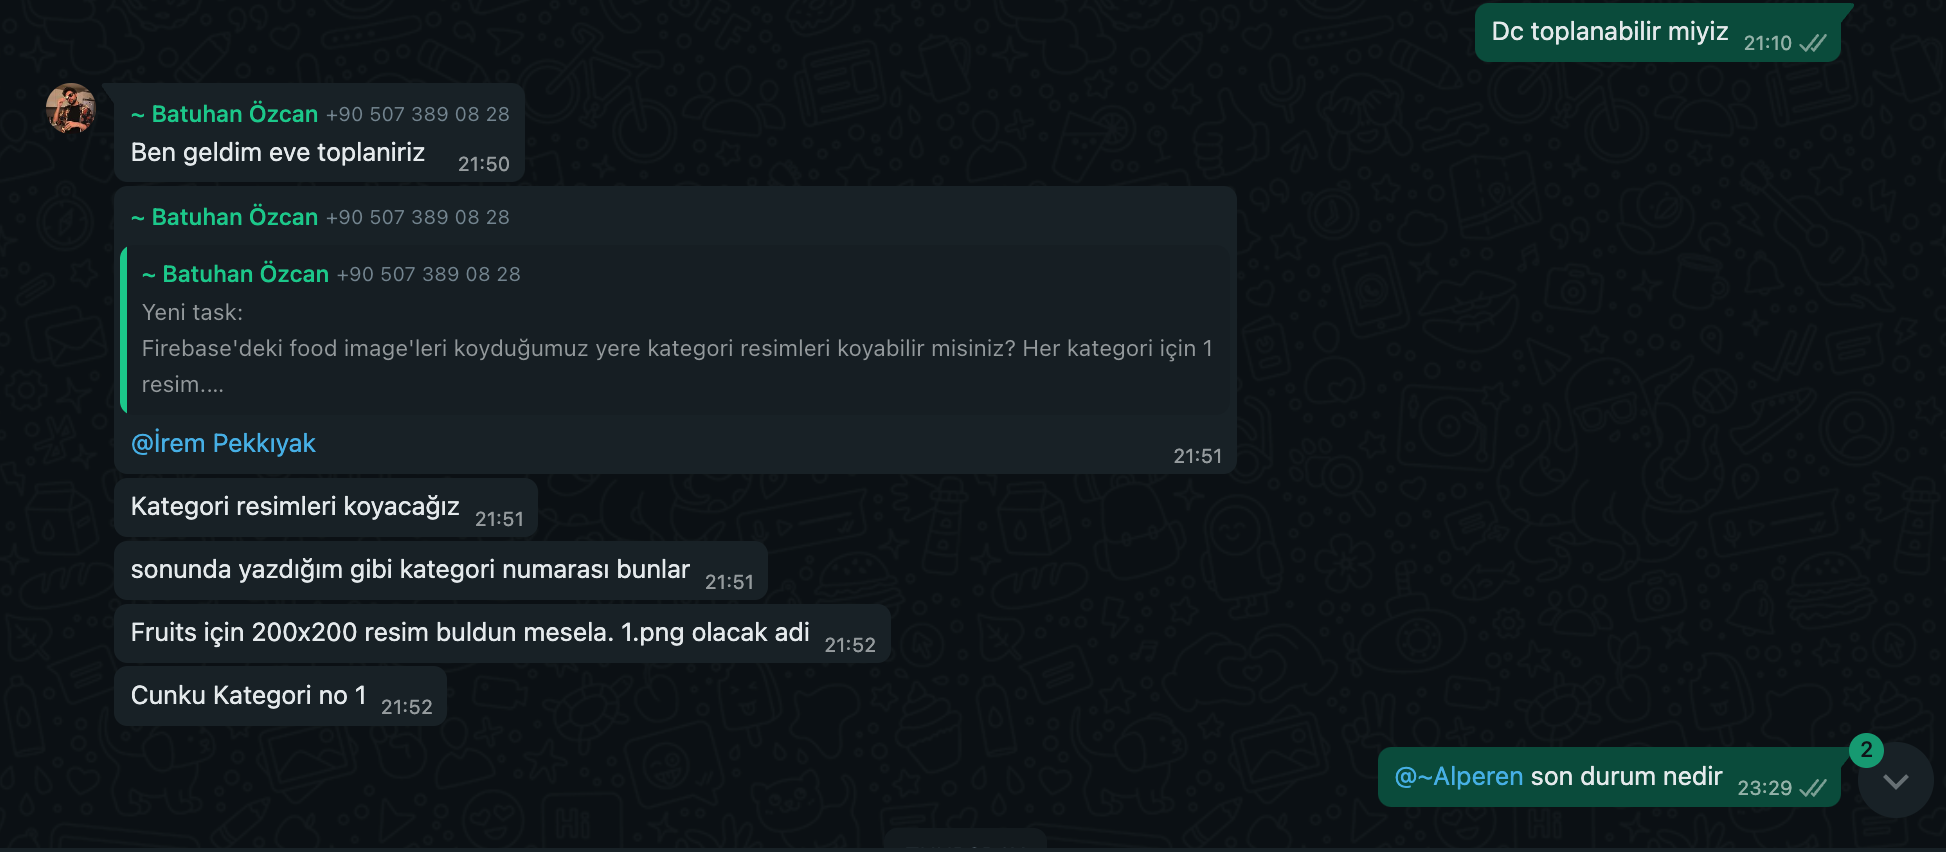 Dc toplanabilir miyiz 21:10
~ Batuhan Özcan +90 507 389 08 28
Ben geldim eve toplaniriz 21:50
~ Batuhan Özcan +90 507 389 08 28
~ Batuhan Özcan +90 507 389 08 28
Yeni task:
Firebase'deki food image'leri koyduğumuz yere kategori resimleri koyabilir misiniz? Her kategori için 1
resim....
@İrem Pekkıyak 21:51
Kategori resimleri koyacağız 21:51
sonunda yazdığım gibi kategori numarası bunlar 21:51
Fruits için 200x200 resim buldun mesela. 1.png olacak adi 21:52
Cunku Kategori no 1 21:52
2
@~Alperen son durum nedir 23:29